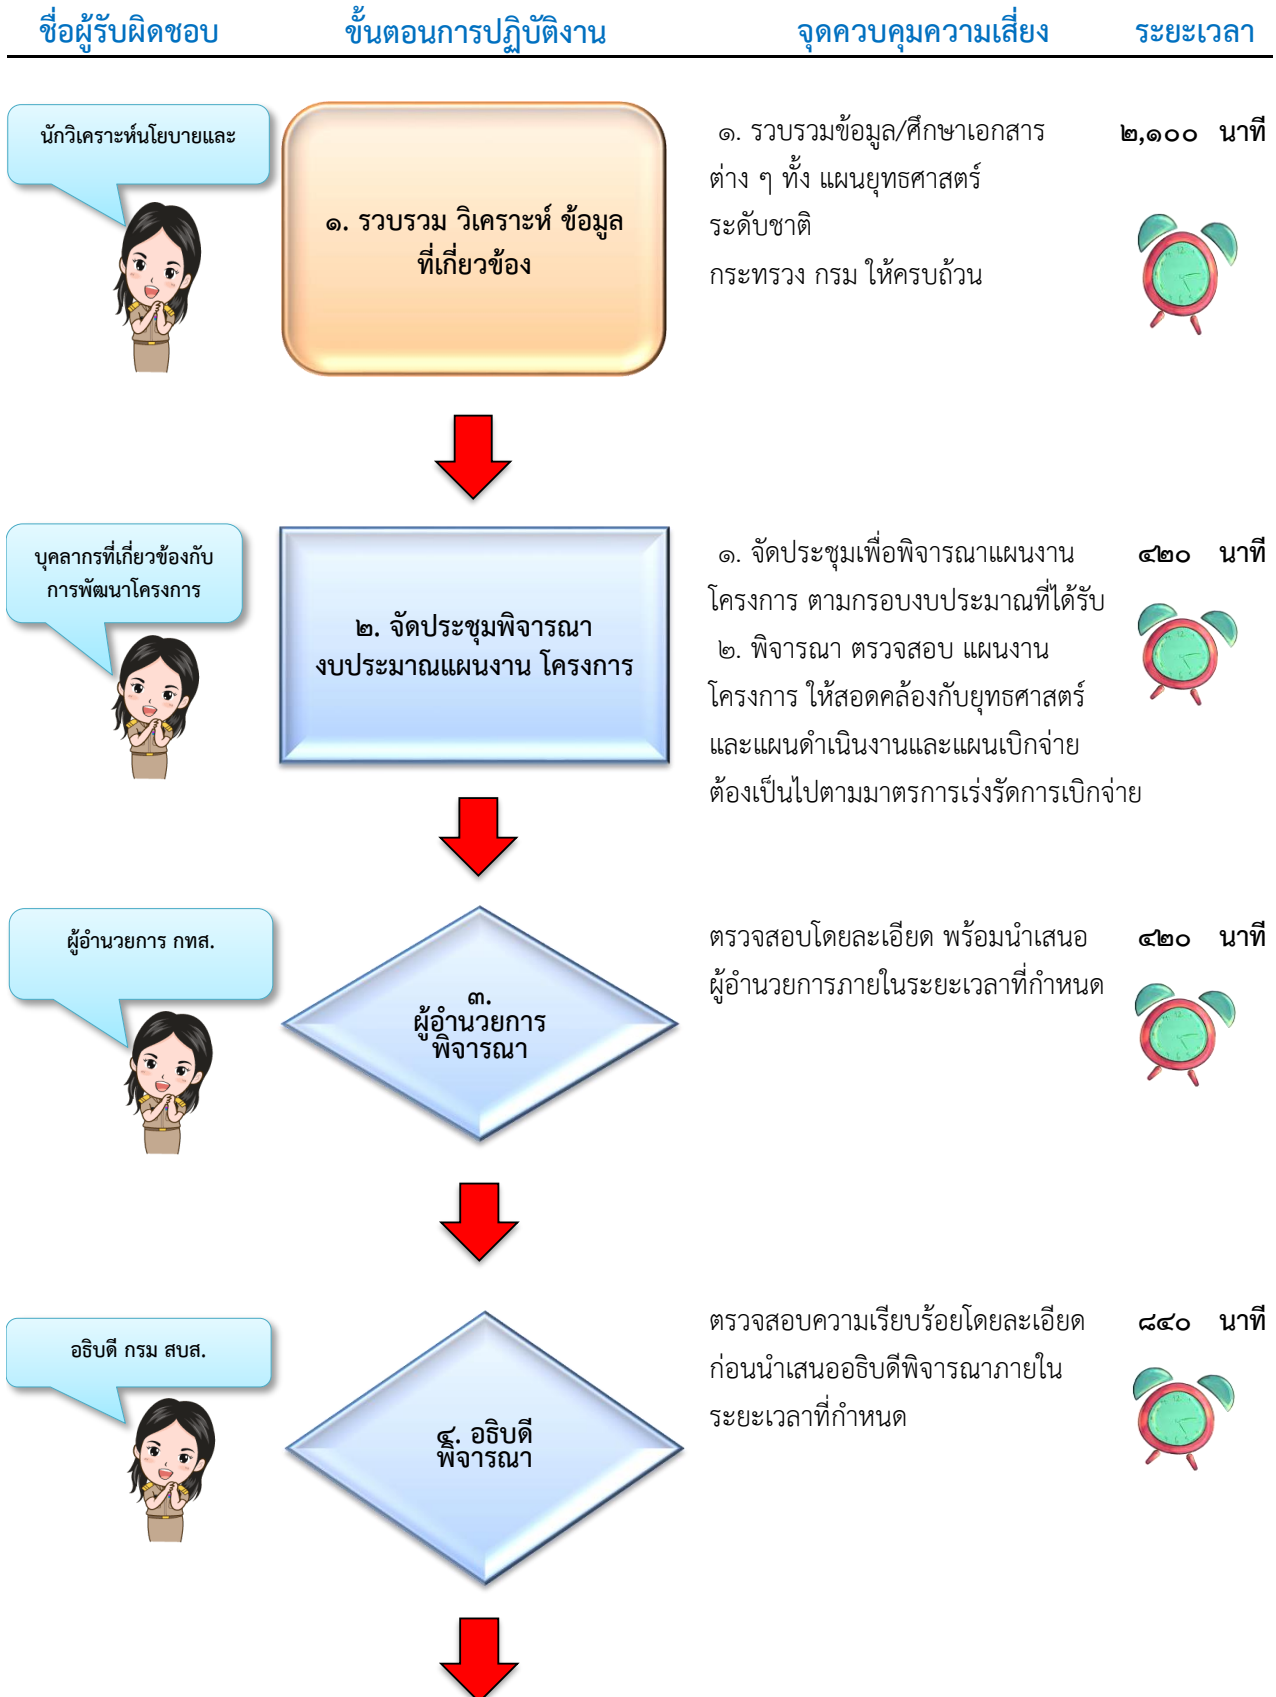 ชื่อผู้รับผิดชอบ ขั้นตอนการปฏิบัติงาน จุดควบคุมความเสี่ยง ระยะเวลา
นักวิเคราะห์นโยบายและ
๑. รวบรวม วิเคราะห์ ข้อมูล
ที่เกี่ยวข้อง
๑. รวบรวมข้อมูล/ศึกษาเอกสาร
ต่าง ๆ ทั้ง แผนยุทธศาสตร์
ระดับชาติ
กระทรวง กรม ให้ครบถ้วน
๒,๑๐๐ นาที
บุคลากรที่เกี่ยวข้องกับ
การพัฒนาโครงการ
๒. จัดประชุมพิจารณา
งบประมาณแผนงาน โครงการ
๑. จัดประชุมเพื่อพิจารณาแผนงาน
โครงการ ตามกรอบงบประมาณที่ได้รับ
๒. พิจารณา ตรวจสอบ แผนงาน
โครงการ ให้สอดคล้องกับยุทธศาสตร์
และแผนดำเนินงานและแผนเบิกจ่าย
ต้องเป็นไปตามมาตรการเร่งรัดการเบิกจ่าย
๔๒๐ นาที
ผู้อำนวยการ กทส.
๓.
ผู้อำนวยการ
พิจารณา
ตรวจสอบโดยละเอียด พร้อมนำเสนอ
ผู้อำนวยการภายในระยะเวลาที่กำหนด
๔๒๐ นาที
อธิบดี กรม สบส.
๔. อธิบดี
พิจารณา
ตรวจสอบความเรียบร้อยโดยละเอียด
ก่อนนำเสนออธิบดีพิจารณาภายใน
ระยะเวลาที่กำหนด
๘๔๐ นาที